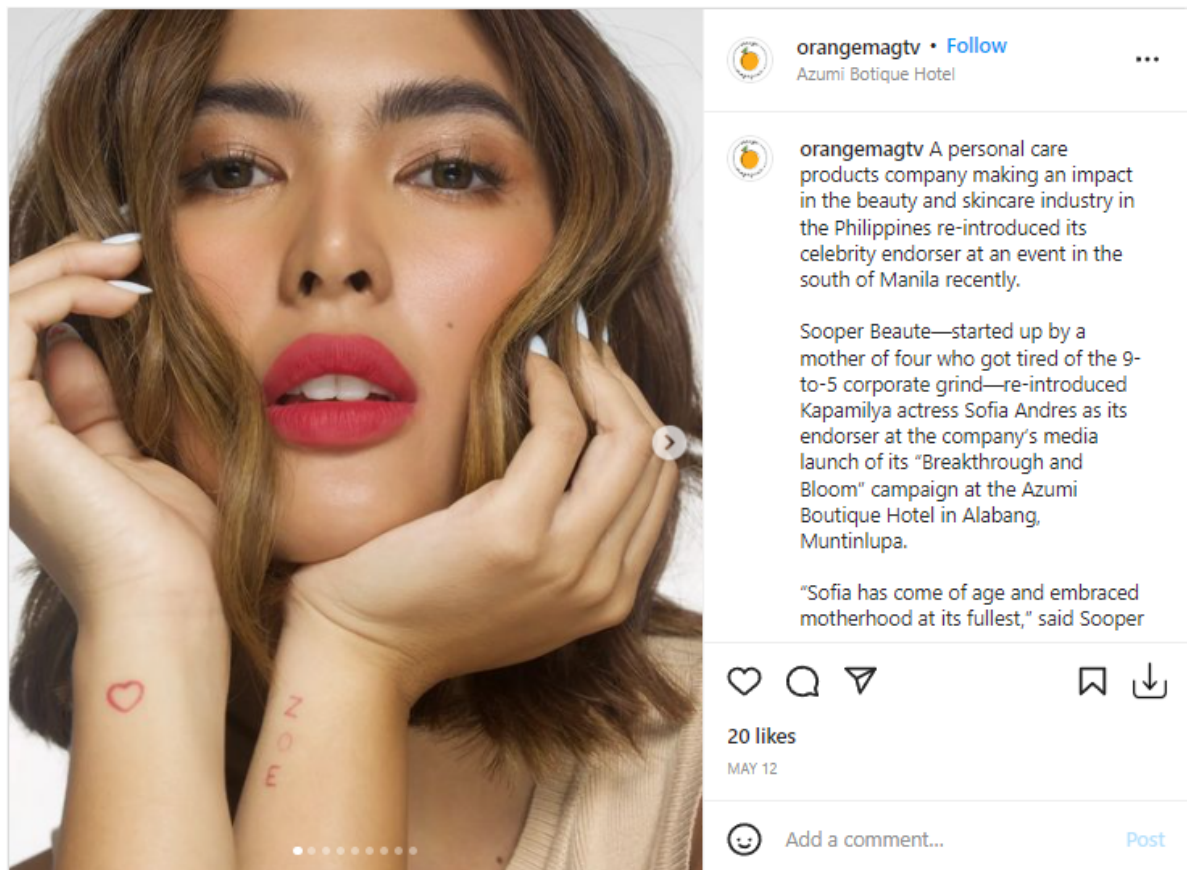 Z
O
E
orangemagtv • Follow
Azumi Botique Hotel
orangemagtv A personal care
products company making an impact
in the beauty and skincare industry in
the Philippines re-introduced its
celebrity endorser at an event in the
south of Manila recently.
Sooper Beaute—started up by a
mother of four who got tired of the 9-
to-5 corporate grind—re-introduced
Kapamilya actress Sofia Andres as its
endorser at the company's media
launch of its “Breakthrough and
Bloom” campaign at the Azumi
Boutique Hotel in Alabang,
Muntinlupa.
“Sofia has come of age and embraced
motherhood at its fullest,” said Sooper
20 likes
MAY 12
Add a comment...
Post